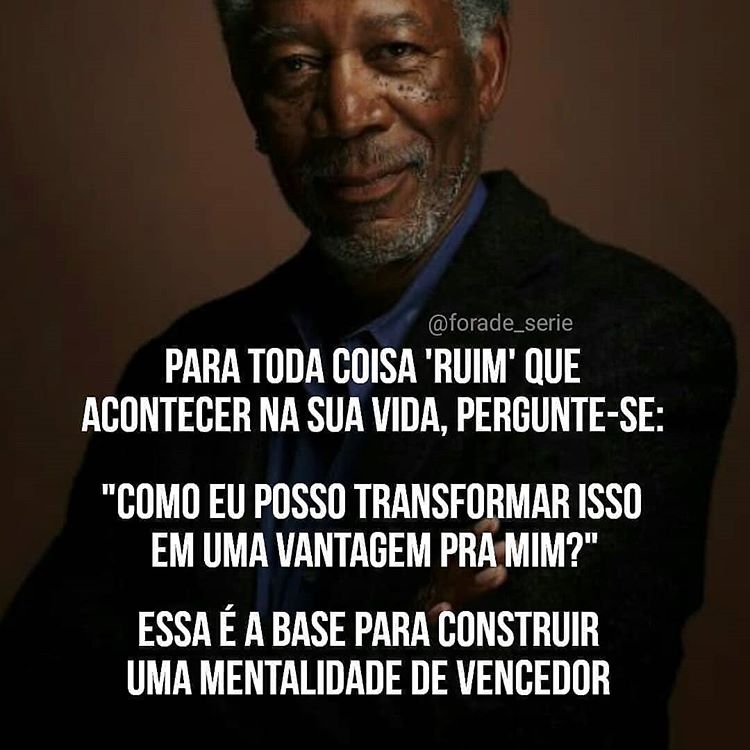 @forade_serie
PARA TODA COISA 'RUIM' QUE
ACONTECER NA SUA VIDA, PERGUNTE-SE:
"COMO EU POSSO TRANSFORMAR ISSO
EM UMA VANTAGEM PRA MIM?"
ESSA É A BASE PARA CONSTRUIR
UMA MENTALIDADE DE VENCEDOR